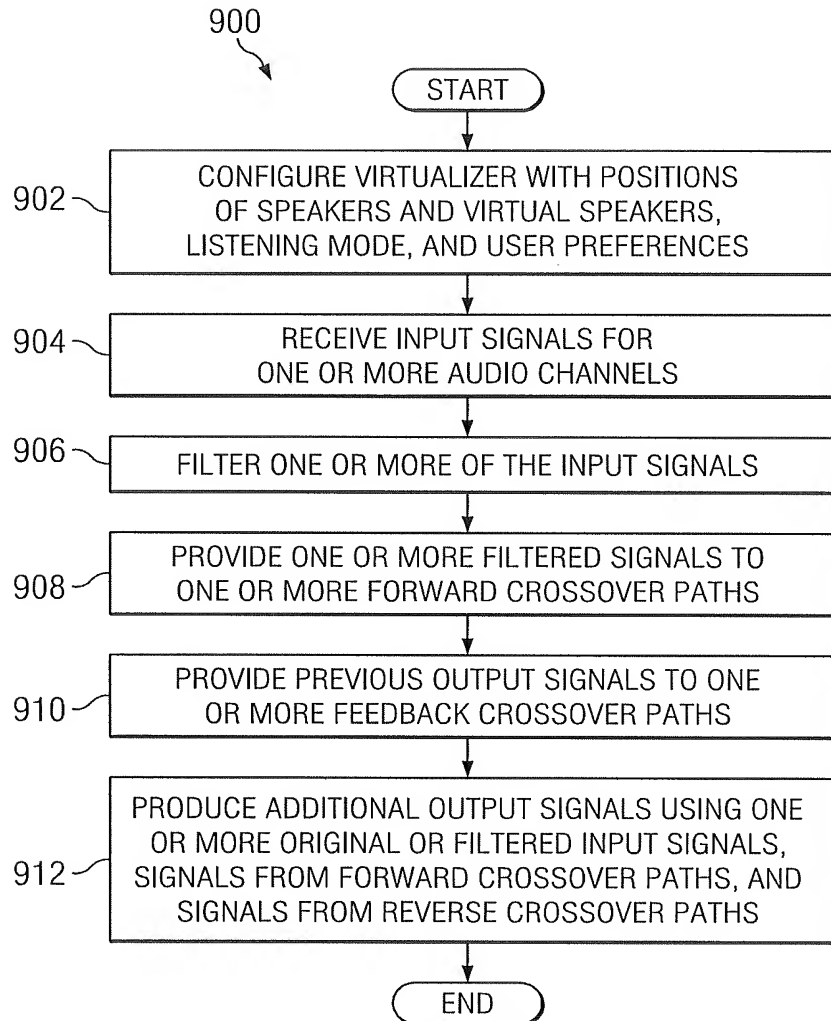 900
START
902
CONFIGURE VIRTUALIZER WITH POSITIONS
OF SPEAKERS AND VIRTUAL SPEAKERS,
LISTENING MODE, AND USER PREFERENCES
904
RECEIVE INPUT SIGNALS FOR
ONE OR MORE AUDIO CHANNELS
906
FILTER ONE OR MORE OF THE INPUT SIGNALS
908
PROVIDE ONE OR MORE FILTERED SIGNALS TO
ONE OR MORE FORWARD CROSSOVER PATHS
910
PROVIDE PREVIOUS OUTPUT SIGNALS TO ONE
OR MORE FEEDBACK CROSSOVER PATHS
912
PRODUCE ADDITIONAL OUTPUT SIGNALS USING ONE
OR MORE ORIGINAL OR FILTERED INPUT SIGNALS,
SIGNALS FROM FORWARD CROSSOVER PATHS, AND
SIGNALS FROM REVERSE CROSSOVER PATHS
END